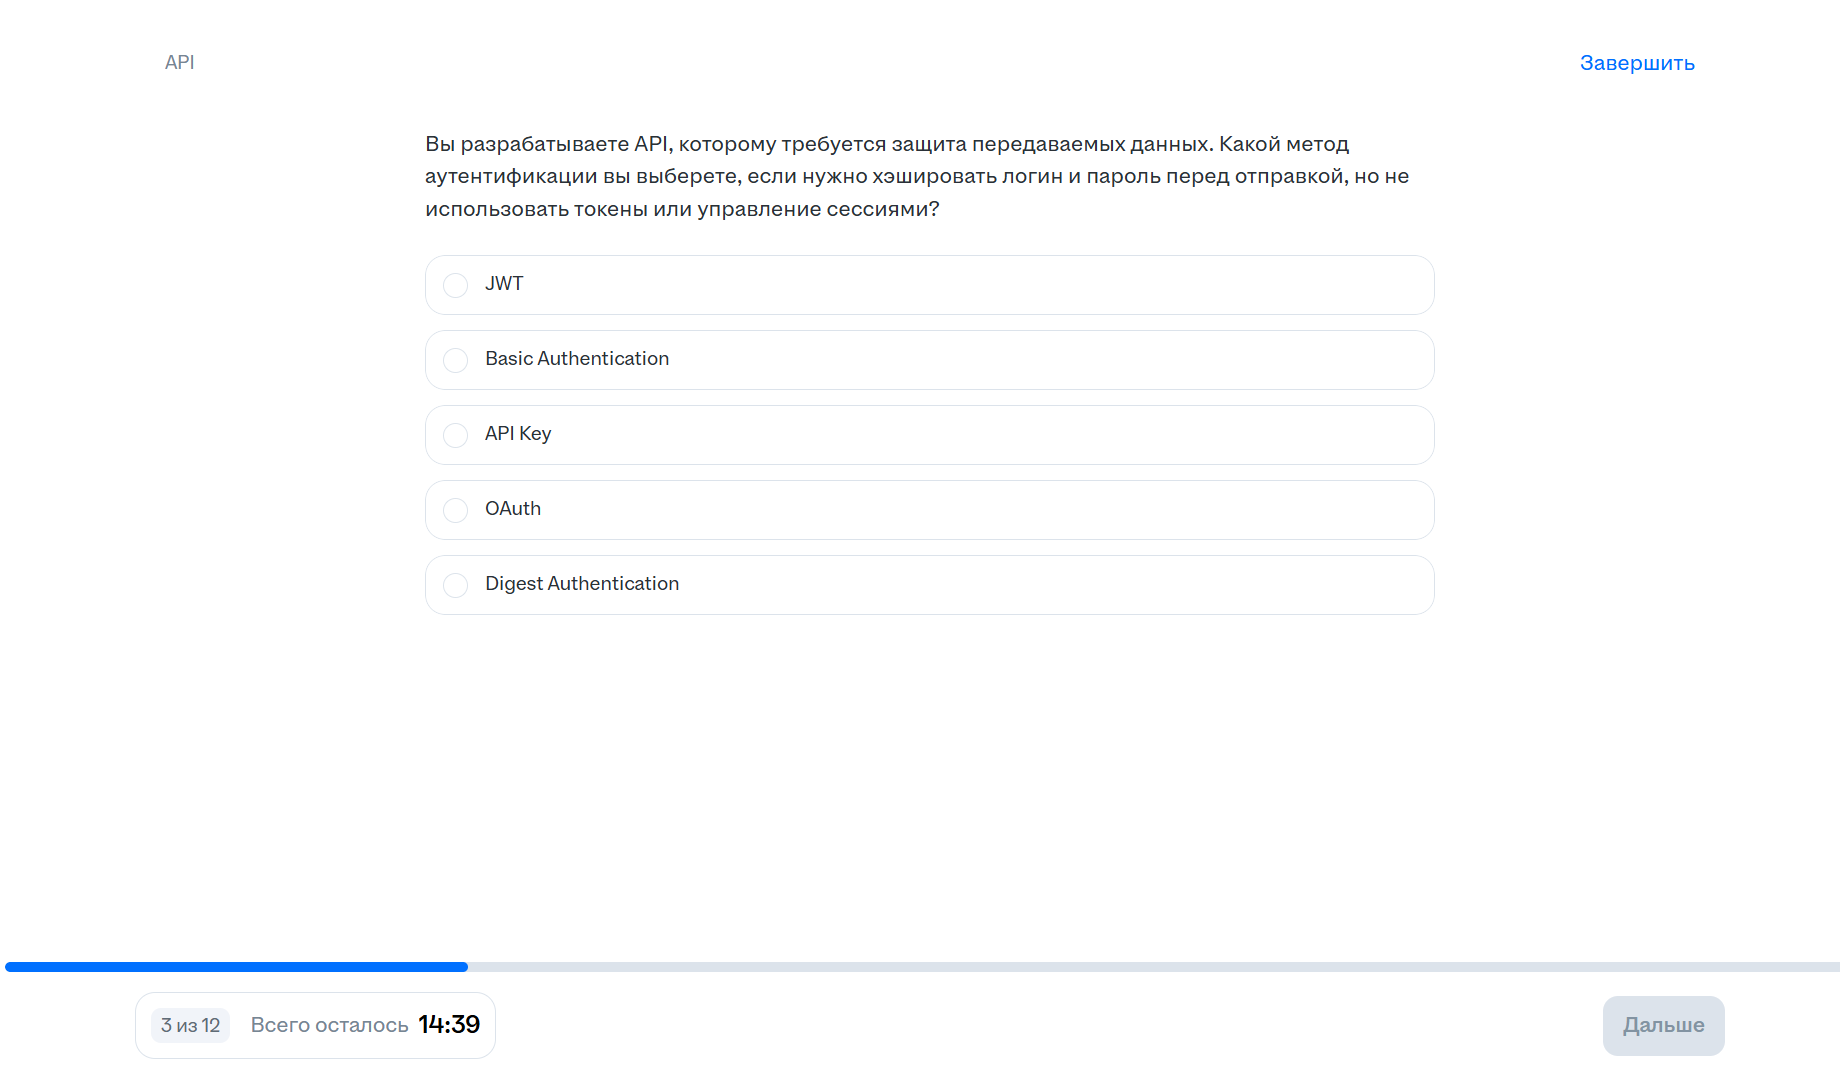 API
Завершить
Вы разрабатываете API, которому требуется защита передаваемых данных. Какой метод
аутентификации вы выберете, если нужно хэшировать логин и пароль перед отправкой, но не
использовать токены или управление сессиями?
JWT
Basic Authentication
API Key
OAuth
Digest Authentication
3 из 12
Всего осталось 14:39
Дальше